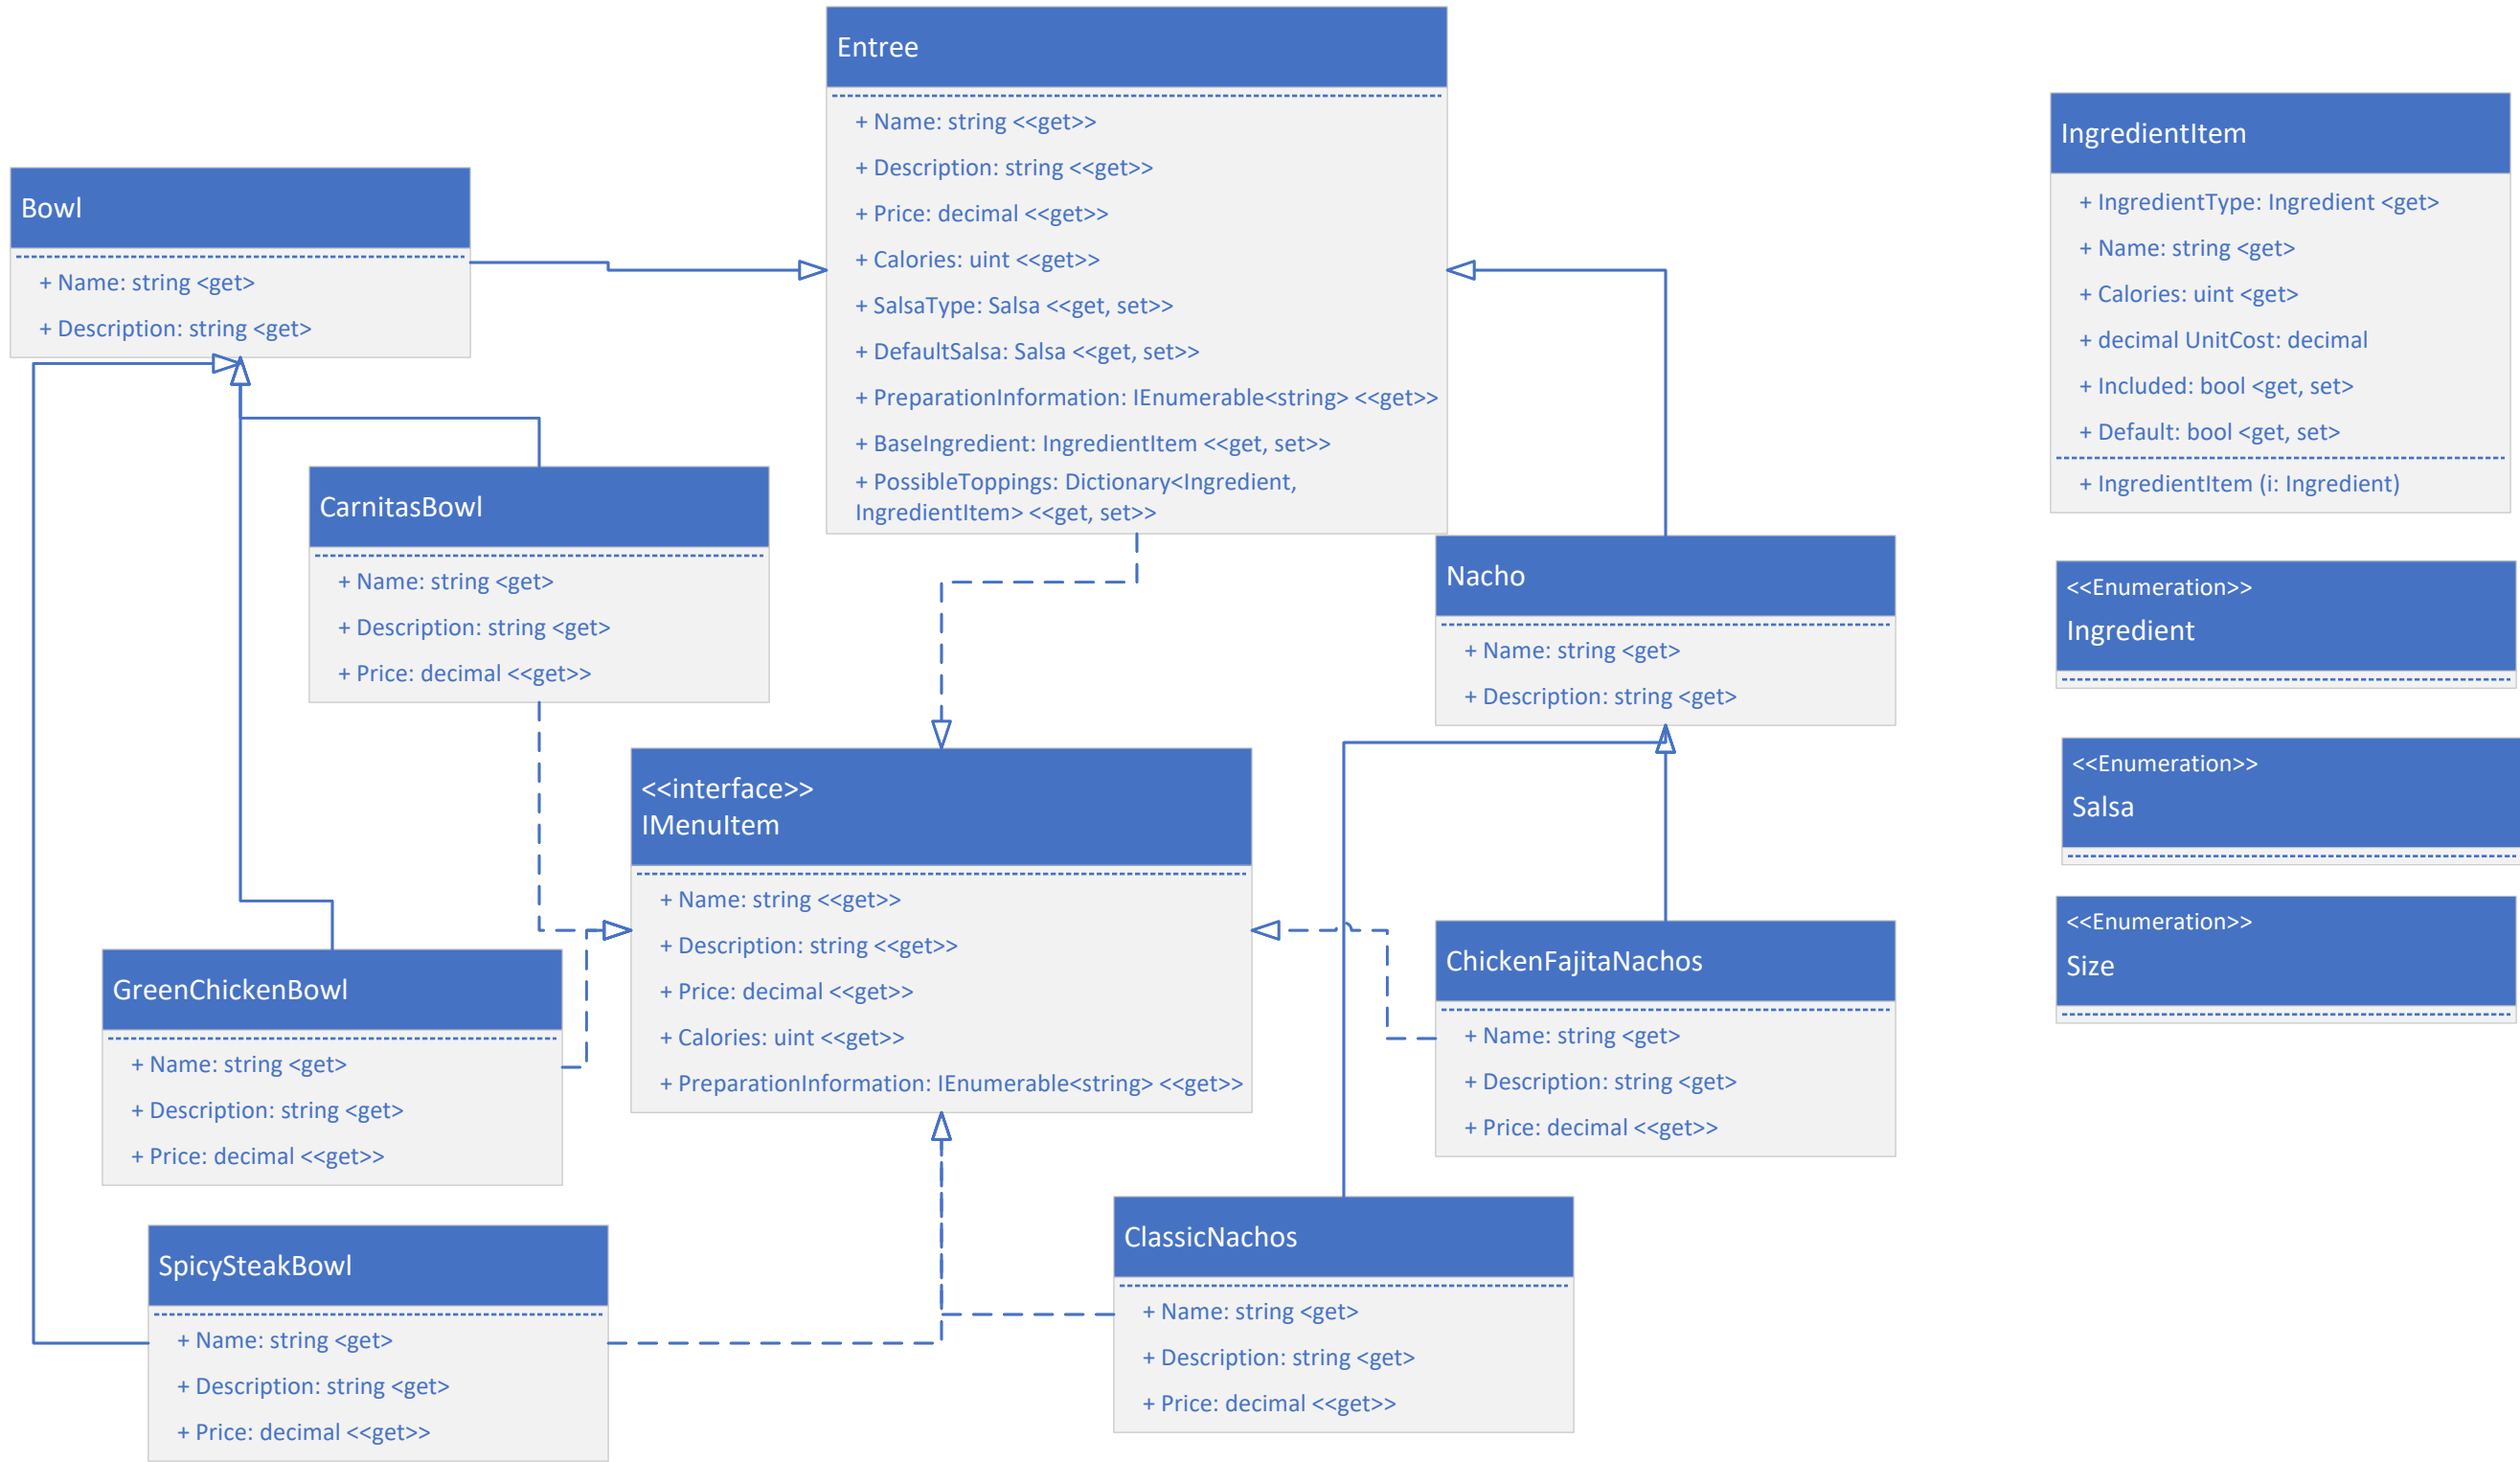 Entree
+ Name: string <<get>>
+ Description: string <<get>>
+ Price: decimal <<get>>
+ Calories: uint <<get>>
+ SalsaType: Salsa <<get, set>>
+ DefaultSalsa: Salsa <<get, set>>
+ PreparationInformation: IEnumerable<string> <<get>>
+ BaseIngredient: IngredientItem <<get, set>>
+ PossibleToppings: Dictionary<Ingredient,
IngredientItem> <<get, set>>
IngredientItem
+ IngredientType: Ingredient <get>
+ Name: string <get>
+ Calories: uint <get>
+ decimal UnitCost: decimal
+ Included: bool <get, set>
+ Default: bool <get, set>
+ IngredientItem (i: Ingredient)
Bowl
+ Name: string <get>
+ Description: string <get>
CarnitasBowl
+ Name: string <get>
+ Description: string <get>
+ Price: decimal <<get>>
Nacho
+ Name: string <get>
+ Description: string <get>
<<Enumeration>>
Ingredient
<<Enumeration>>
Salsa
<<Enumeration>>
Size
<<interface>>
IMenuItem
+ Name: string <<get>>
+ Description: string <<get>>
+ Price: decimal <<get>>
+ Calories: uint <<get>>
+ PreparationInformation: IEnumerable<string> <<get>>
GreenChickenBowl
+ Name: string <get>
+ Description: string <get>
+ Price: decimal <<get>>
ChickenFajitaNachos
+ Name: string <get>
+ Description: string <get>
+ Price: decimal <<get>>
SpicySteakBowl
+ Name: string <get>
+ Description: string <get>
+ Price: decimal <<get>>
ClassicNachos
+ Name: string <get>
+ Description: string <get>
+ Price: decimal <<get>>